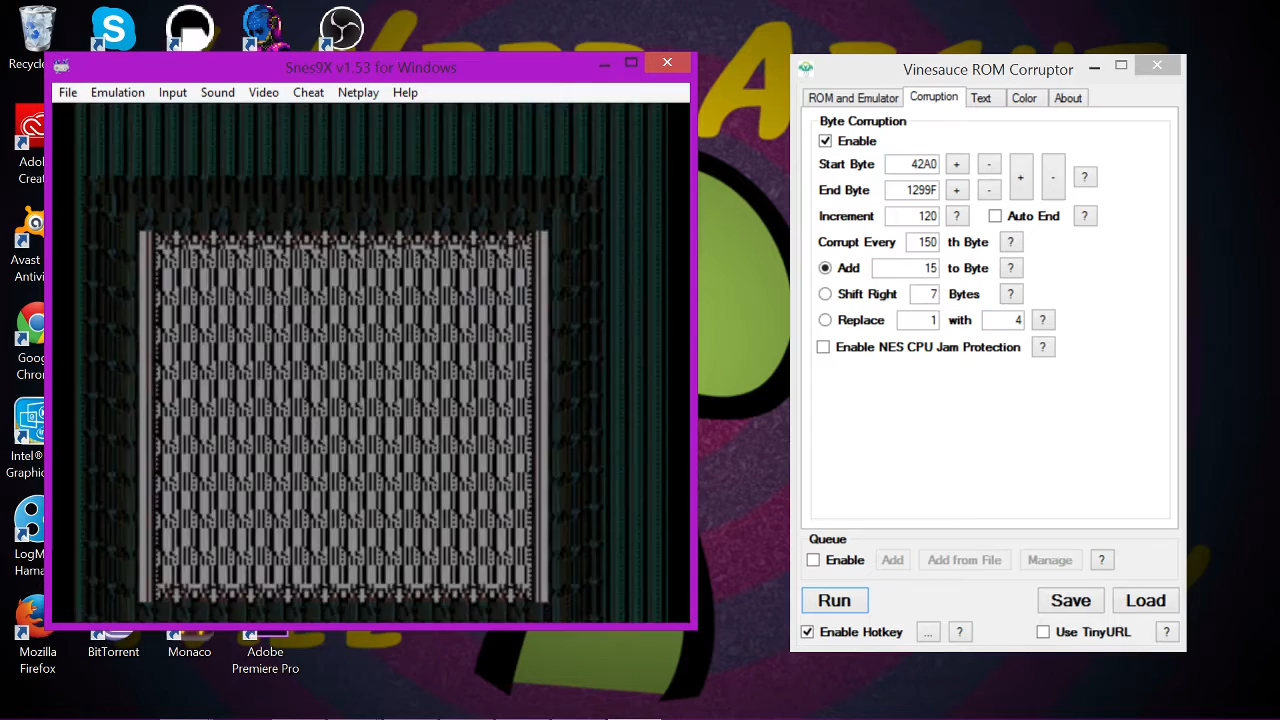 Recycle
Adob
Creat
Avast
Antivi
Goog
Chron
Intel®
Graphic
LogM
Hama
Mozilla
Firefox
BitTorrent
Monaco
Adobe
Premiere Pro
Snes9X v1.53 for Windows
File Emulation Input Sound Video Cheat Netplay Help
Vinesauce ROM Corruptor
ROM and Emulator Corruption Text Color About
Byte Corruption
Enable
Start Byte 42A0 + - + - ?
End Byte 1299F + -
Increment 120 ? Auto End ?
Corrupt Every 150 th Byte ?
Add 15 to Byte ?
Shift Right 7 Bytes ?
Replace 1 with 4 ?
Enable NES CPU Jam Protection ?
Queue
Enable Add Add from File Manage ?
Run Save Load
Enable Hotkey ... ? Use TinyURL ?